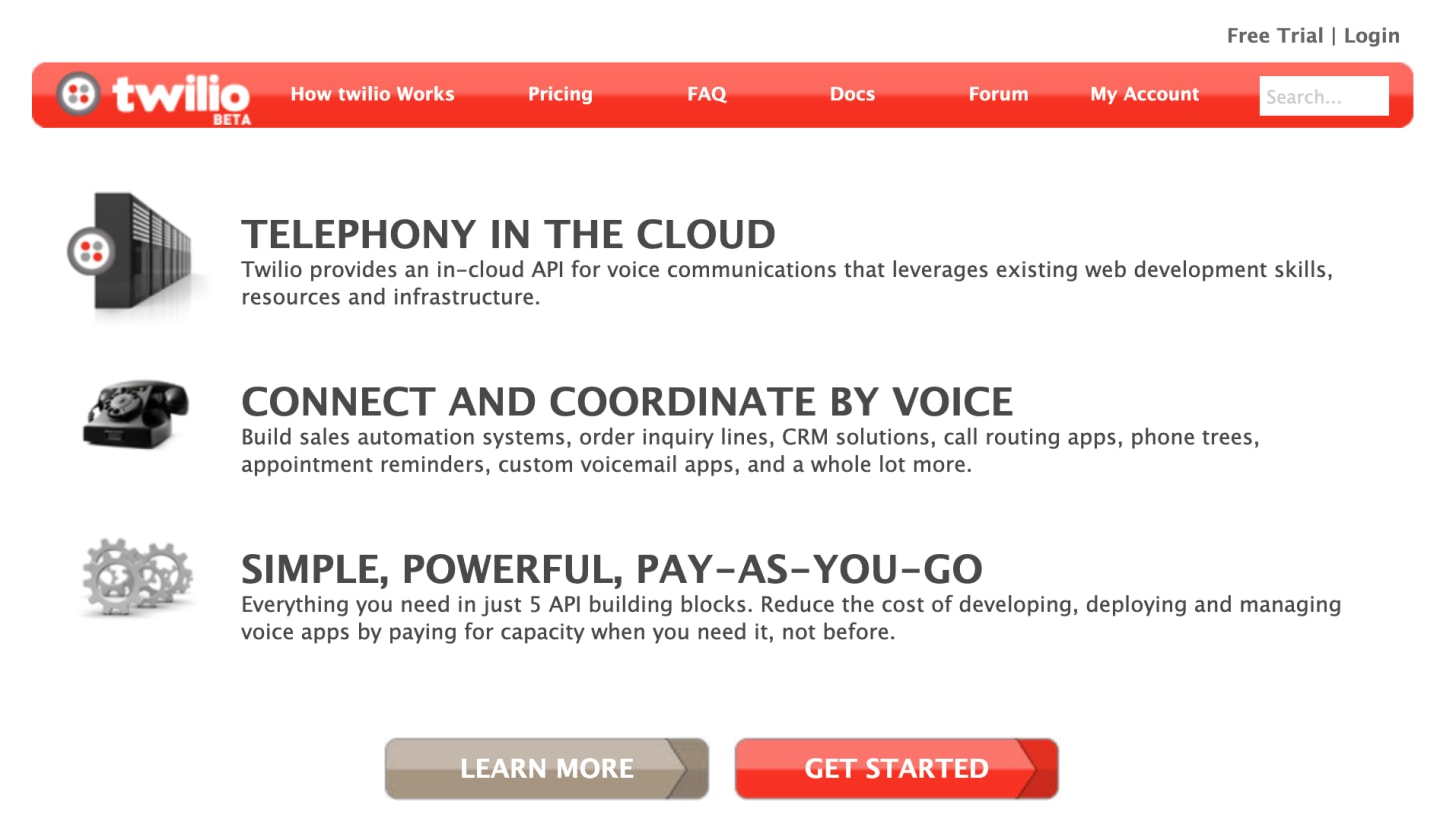 Free Trial | Login
twilio
BETA
How twilio Works
Pricing
FAQ
Docs
Forum
My Account
Search...
TELEPHONY IN THE CLOUD
Twilio provides an in-cloud API for voice communications that leverages existing web development skills,
resources and infrastructure.
CONNECT AND COORDINATE BY VOICE
Build sales automation systems, order inquiry lines, CRM solutions, call routing apps, phone trees,
appointment reminders, custom voicemail apps, and a whole lot more.
SIMPLE, POWERFUL, PAY-AS-YOU-GO
Everything you need in just 5 API building blocks. Reduce the cost of developing, deploying and managing
voice apps by paying for capacity when you need it, not before.
LEARN MORE
GET STARTED